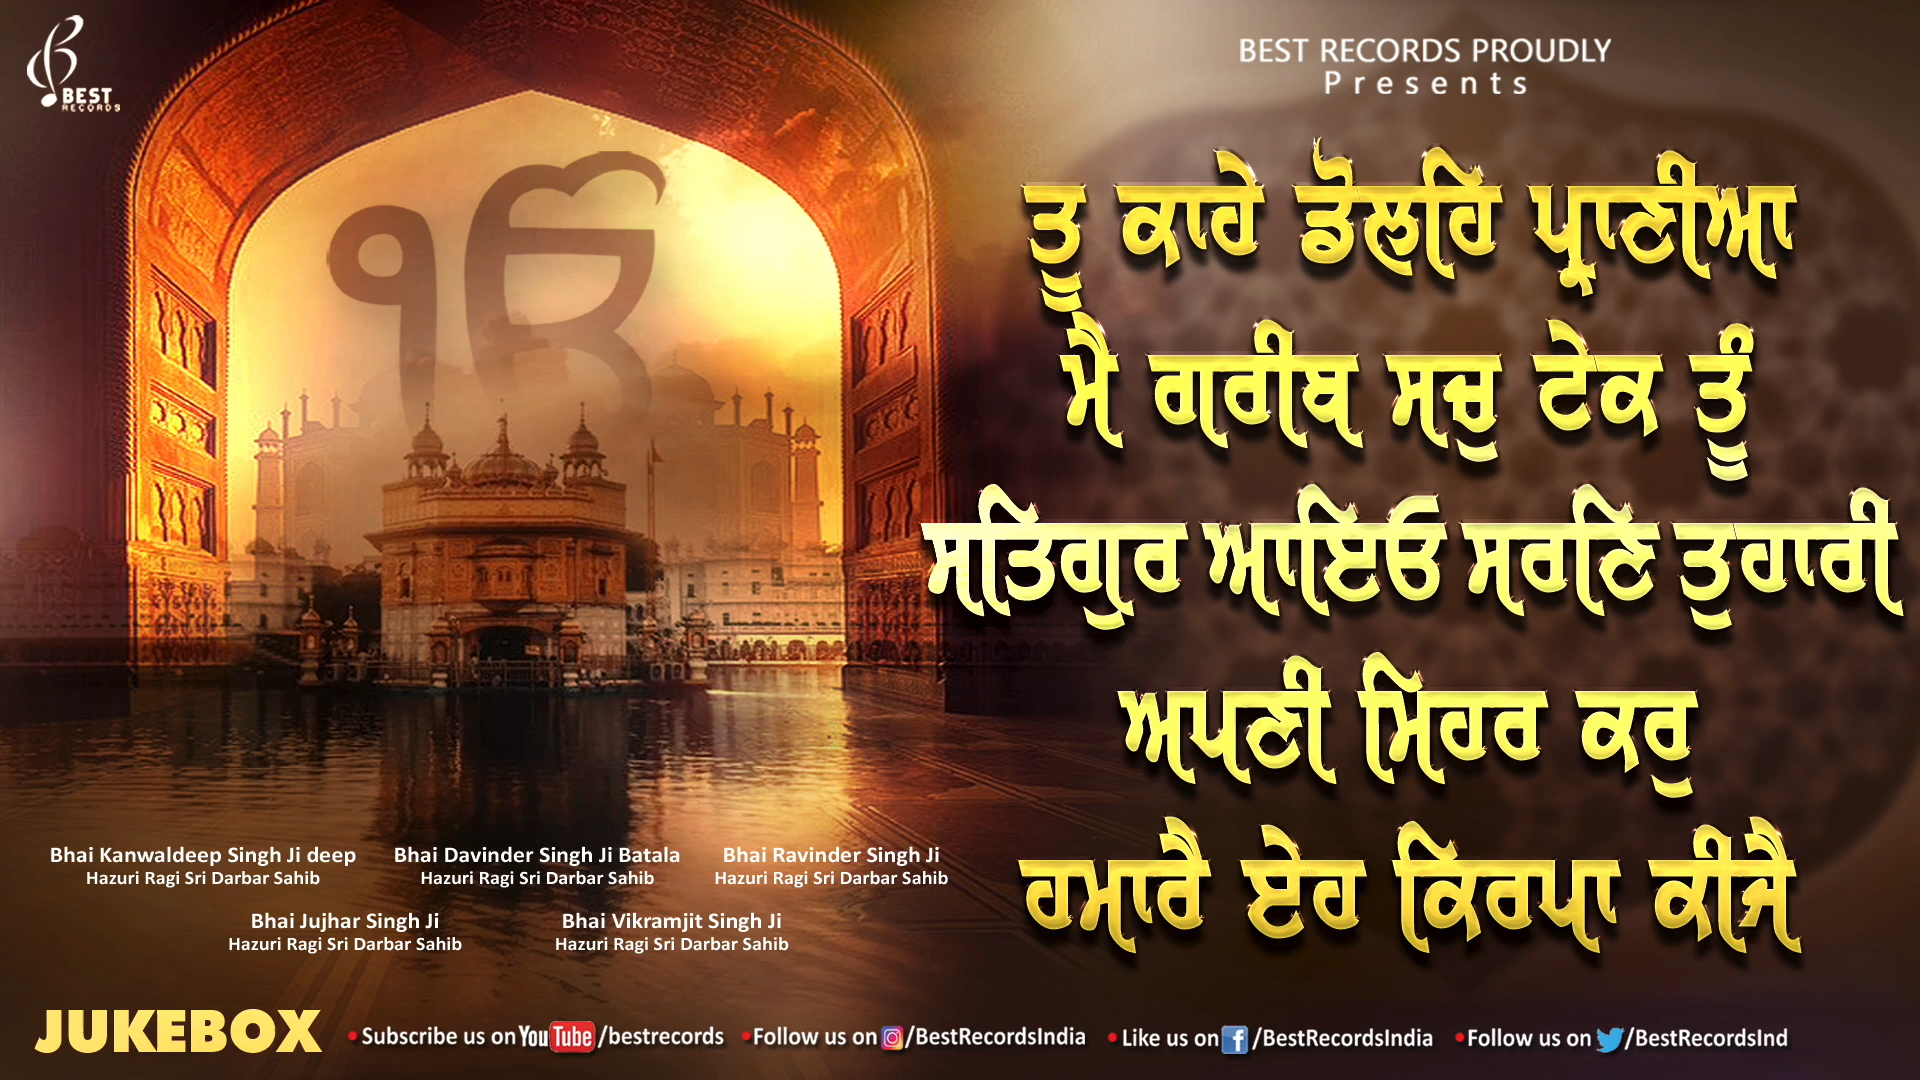 BEST
RECORDS
BEST RECORDS PROUDLY
Presents
ੴ
ਤੂ ਕਾਹੇ ਡੋਲਹਿ ਪ੍ਰਾਣੀਆ
ਮੈ ਗਰੀਬ ਸਚੁ ਟੇਕ ਤੂੰ
ਸਤਿਗੁਰ ਆਇਓ ਸਰਣਿ ਤੁਹਾਰੀ
ਅਪਣੀ ਮਿਹਰ ਕਰੁ
ਹਮਾਰੈ ਏਹ ਕਿਰਪਾ ਕੀਜੈ
Bhai Kanwaldeep Singh Ji deep
Hazuri Ragi Sri Darbar Sahib
Bhai Davinder Singh Ji Batala
Hazuri Ragi Sri Darbar Sahib
Bhai Ravinder Singh Ji
Hazuri Ragi Sri Darbar Sahib
Bhai Jujhar Singh Ji
Hazuri Ragi Sri Darbar Sahib
Bhai Vikramjit Singh Ji
Hazuri Ragi Sri Darbar Sahib
JUKEBOX
• Subscribe us on YouTube/bestrecords • Follow us on /BestRecordsIndia • Like us on f/BestRecordsIndia • Follow us on /BestRecordsInd